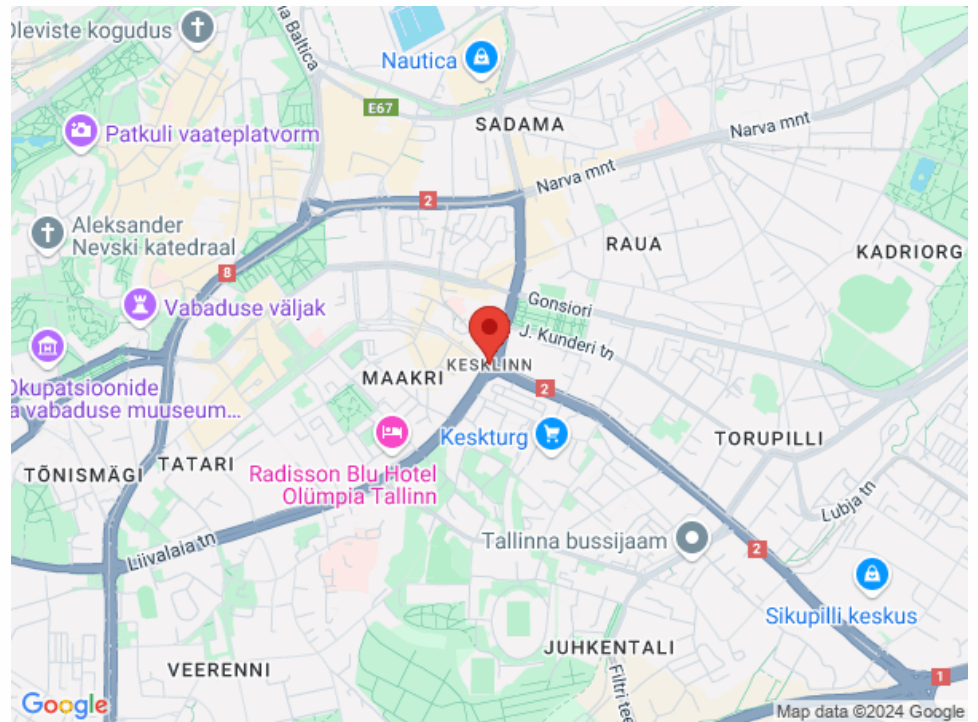 Oleviste kogudus
Baltica
Nautica
E67
SADAMA
Narva mnt
Patkuli vaateplatvorm
Narva mnt
2
Aleksander
Nevski katedraal
RAUA
KADRIORG
8
Vabaduse väljak
Gonsiori
J. Kunderi tn
Okupatsioonide
a vabaduse muuseum...
MAAKRI
KESKLINN
2
Keskturg
TORUPILLI
TÕNISMÄGI
TATARI
Radisson Blu Hotel
Olümpia Tallinn
Lubja tn
Liivalaia tn
Tallinna bussijaam
2
Sikupilli keskus
JUHKENTALI
VEERENNI
Filtri tee
1
Google
Map data ©2024 Google